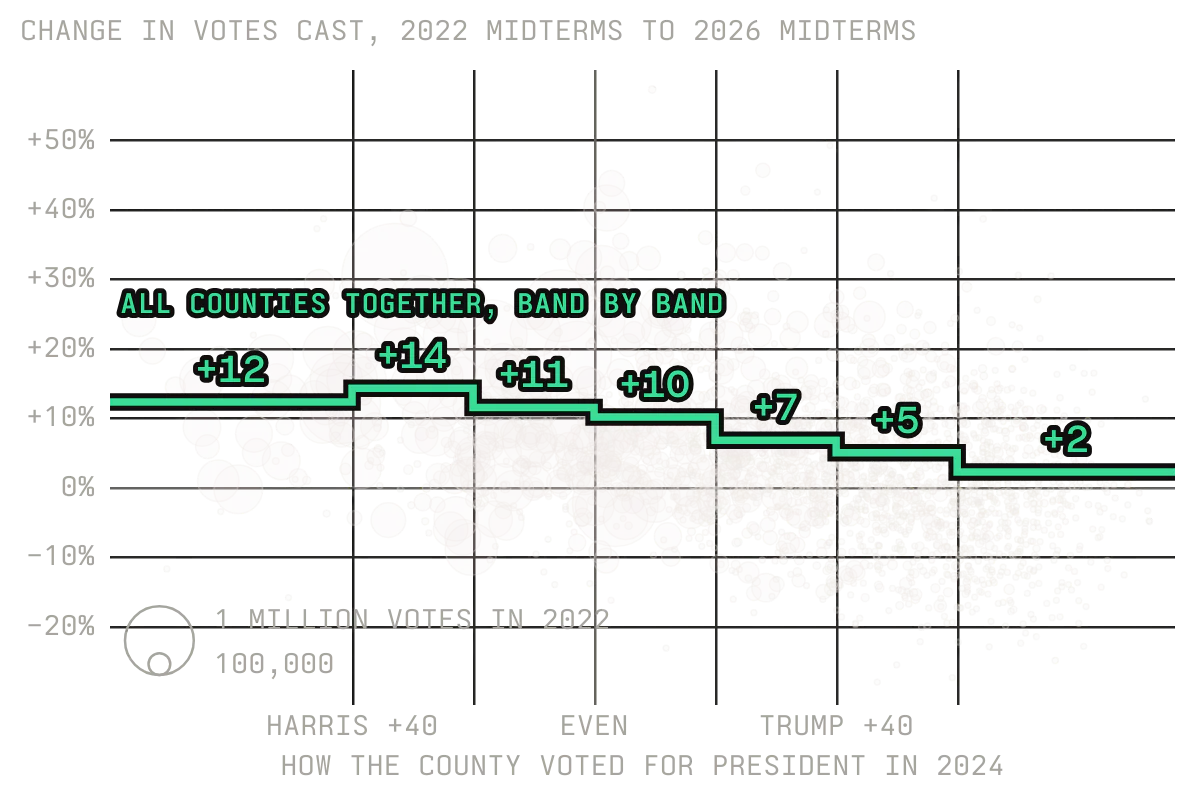 CHANGE IN VOTES CAST, 2022 MIDTERMS TO 2026 MIDTERMS
+50%
+40%
+30%
ALL COUNTIES TOGETHER, BAND BY BAND
+20%
+12 +14 +11 +10 +7 +5 +2
+10%
0%
−10%
−20%
1 MILLION VOTES IN 2022
100,000
HARRIS +40 EVEN TRUMP +40
HOW THE COUNTY VOTED FOR PRESIDENT IN 2024